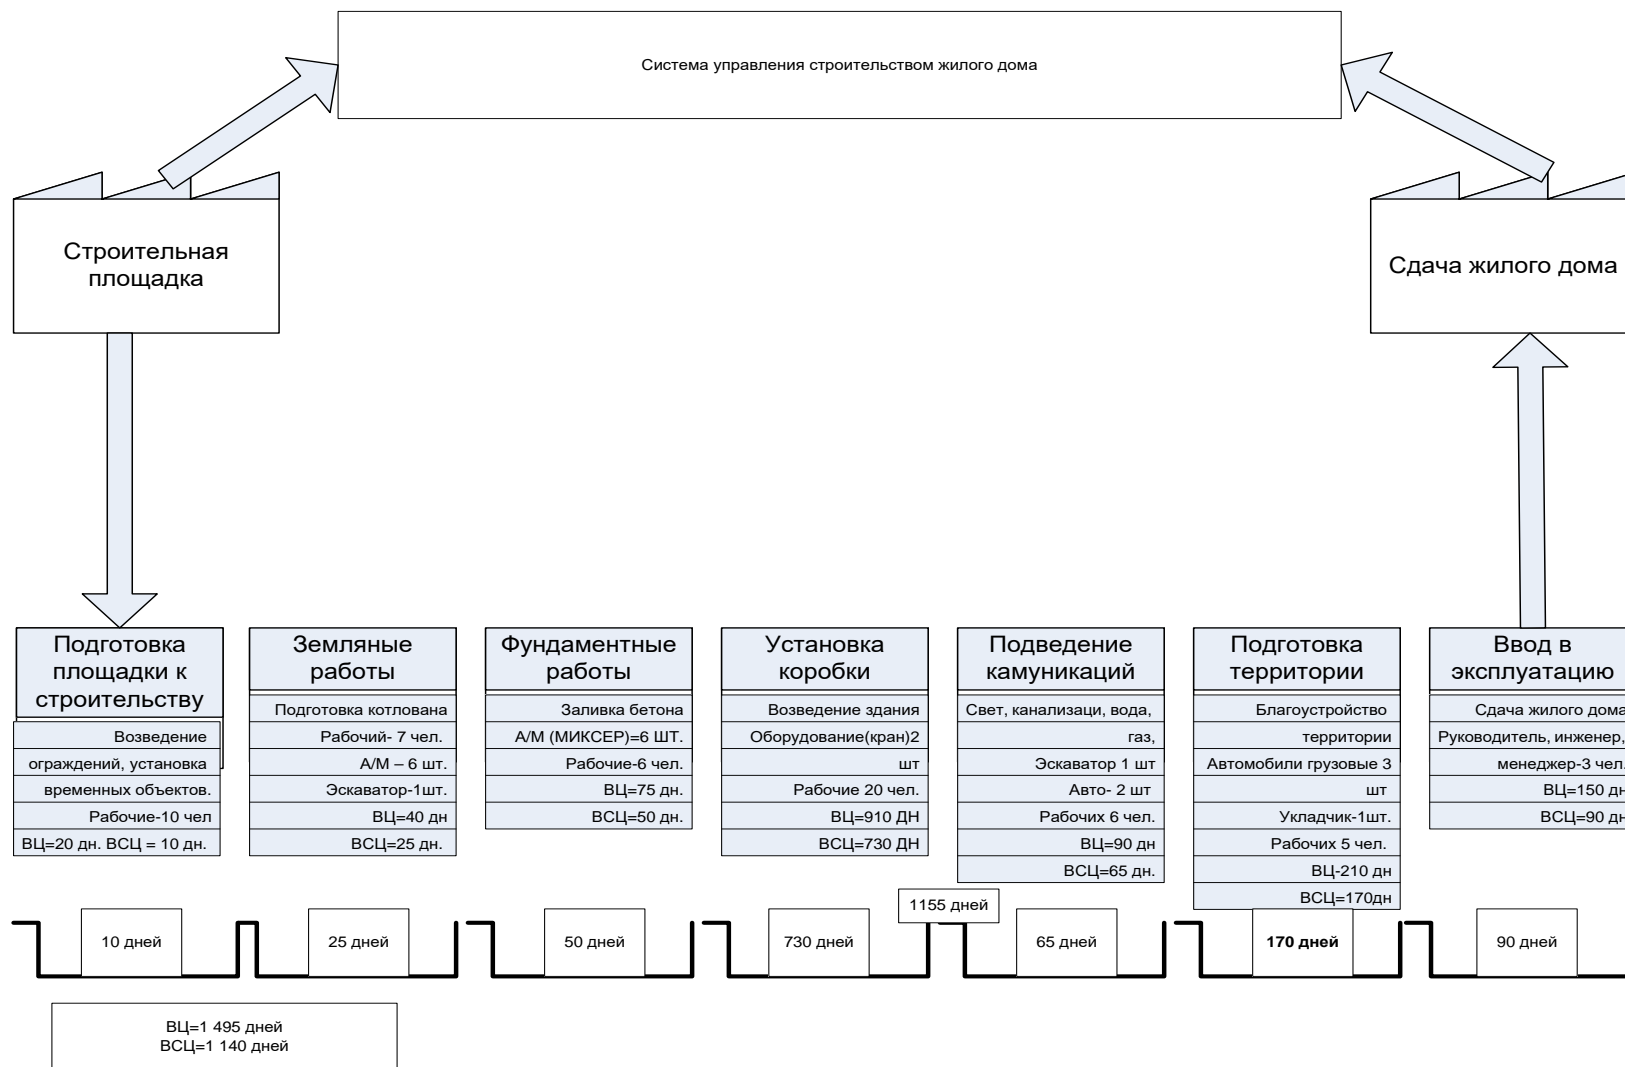 Система управления строительством жилого дома
Строительная
площадка
Сдача жилого дома
Подготовка
площадки к
строительству
Возведение
ограждений, установка
временных объектов.
Рабочие-10 чел
ВЦ=20 дн. ВСЦ = 10 дн.
Земляные
работы
Подготовка котлована
Рабочий- 7 чел.
А/М – 6 шт.
Эскаватор-1шт.
ВЦ=40 дн
ВСЦ=25 дн.
Фундаментные
работы
Заливка бетона
А/М (МИКСЕР)=6 ШТ.
Рабочие-6 чел.
ВЦ=75 дн.
ВСЦ=50 дн.
Установка
коробки
Возведение здания
Оборудование(кран)2
шт
Рабочие 20 чел.
ВЦ=910 ДН
ВСЦ=730 ДН
Подведение
камуникаций
Свет, канализаци, вода,
газ,
Эскаватор 1 шт
Авто- 2 шт
Рабочих 6 чел.
ВЦ=90 дн
ВСЦ=65 дн.
Подготовка
территории
Благоустройство
территории
Автомобили грузовые 3
шт
Укладчик-1шт.
Рабочих 5 чел.
ВЦ-210 дн
ВСЦ=170дн
Ввод в
эксплуатацию
Сдача жилого дома
Руководитель, инженер,
менеджер-3 чел.
ВЦ=150 дн
ВСЦ=90 дн
1155 дней
10 дней
25 дней
50 дней
730 дней
65 дней
170 дней
90 дней
ВЦ=1 495 дней
ВСЦ=1 140 дней